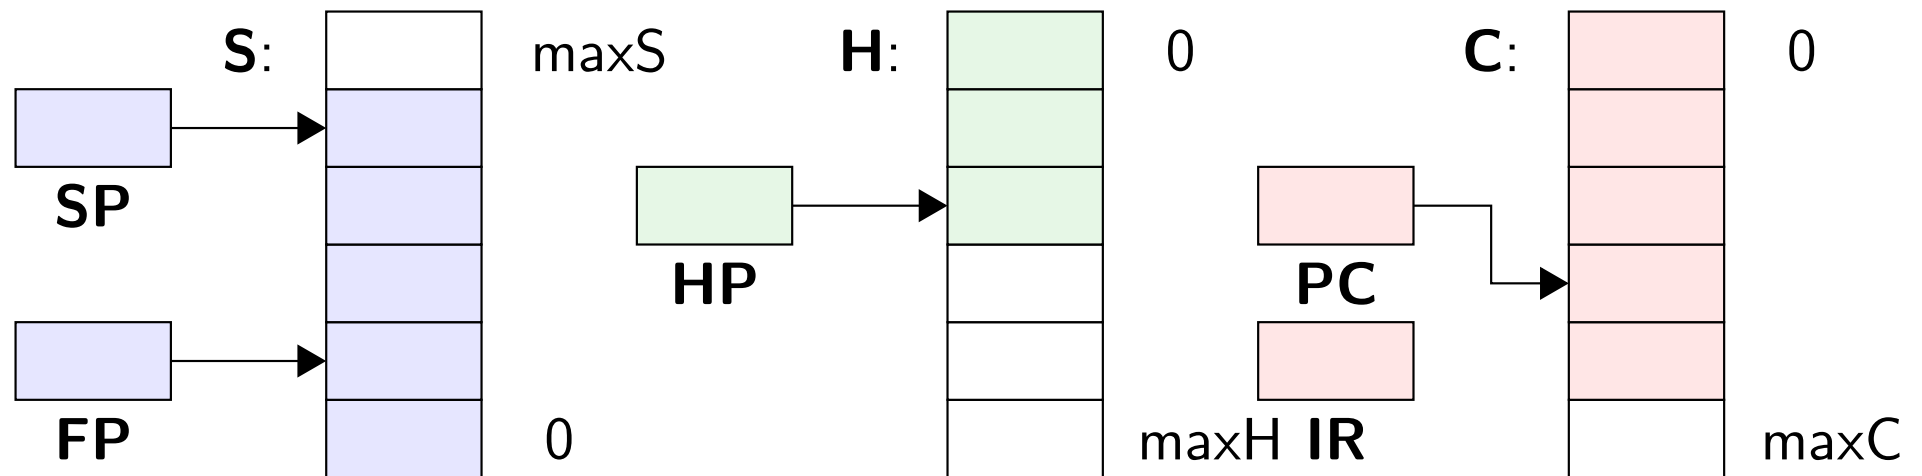 S: maxS H: 0 C: 0
SP
HP PC
FP 0 maxH IR maxC